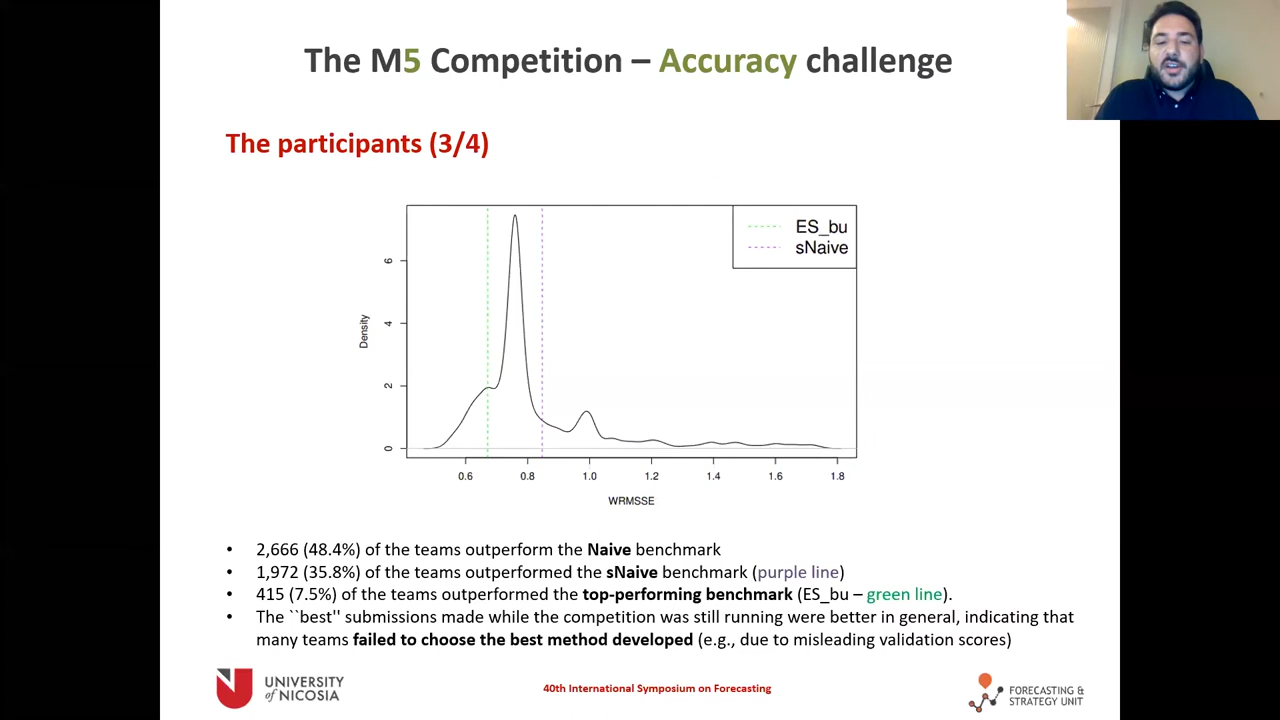 The M5 Competition – Accuracy challenge
The participants (3/4)
ES_bu
sNaive
Density
0
2
4
6
0.6 0.8 1.0 1.2 1.4 1.6 1.8
WRMSSE
• 2,666 (48.4%) of the teams outperform the Naive benchmark
• 1,972 (35.8%) of the teams outperformed the sNaive benchmark (purple line)
• 415 (7.5%) of the teams outperformed the top-performing benchmark (ES_bu – green line).
• The ``best'' submissions made while the competition was still running were better in general, indicating that
many teams failed to choose the best method developed (e.g., due to misleading validation scores)
UNIVERSITY
of NICOSIA
40th International Symposium on Forecasting
FORECASTING &
STRATEGY UNIT